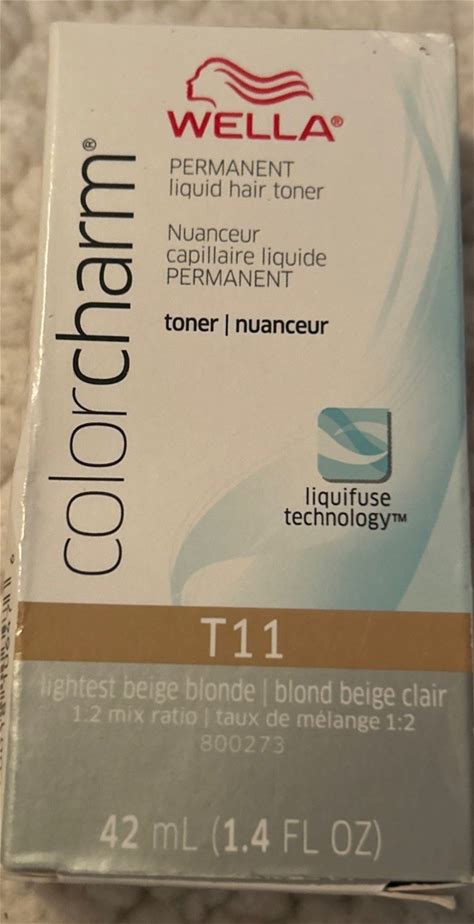 WELLA®
PERMANENT
liquid hair toner
Nuanceur
capillaire liquide
PERMANENT
toner | nuanceur
colorcharm®
liquifuse
technology™
T11
lightest beige blonde | blond beige clair
1:2 mix ratio | taux de mélange 1:2
800273
42 mL (1.4 FL OZ)